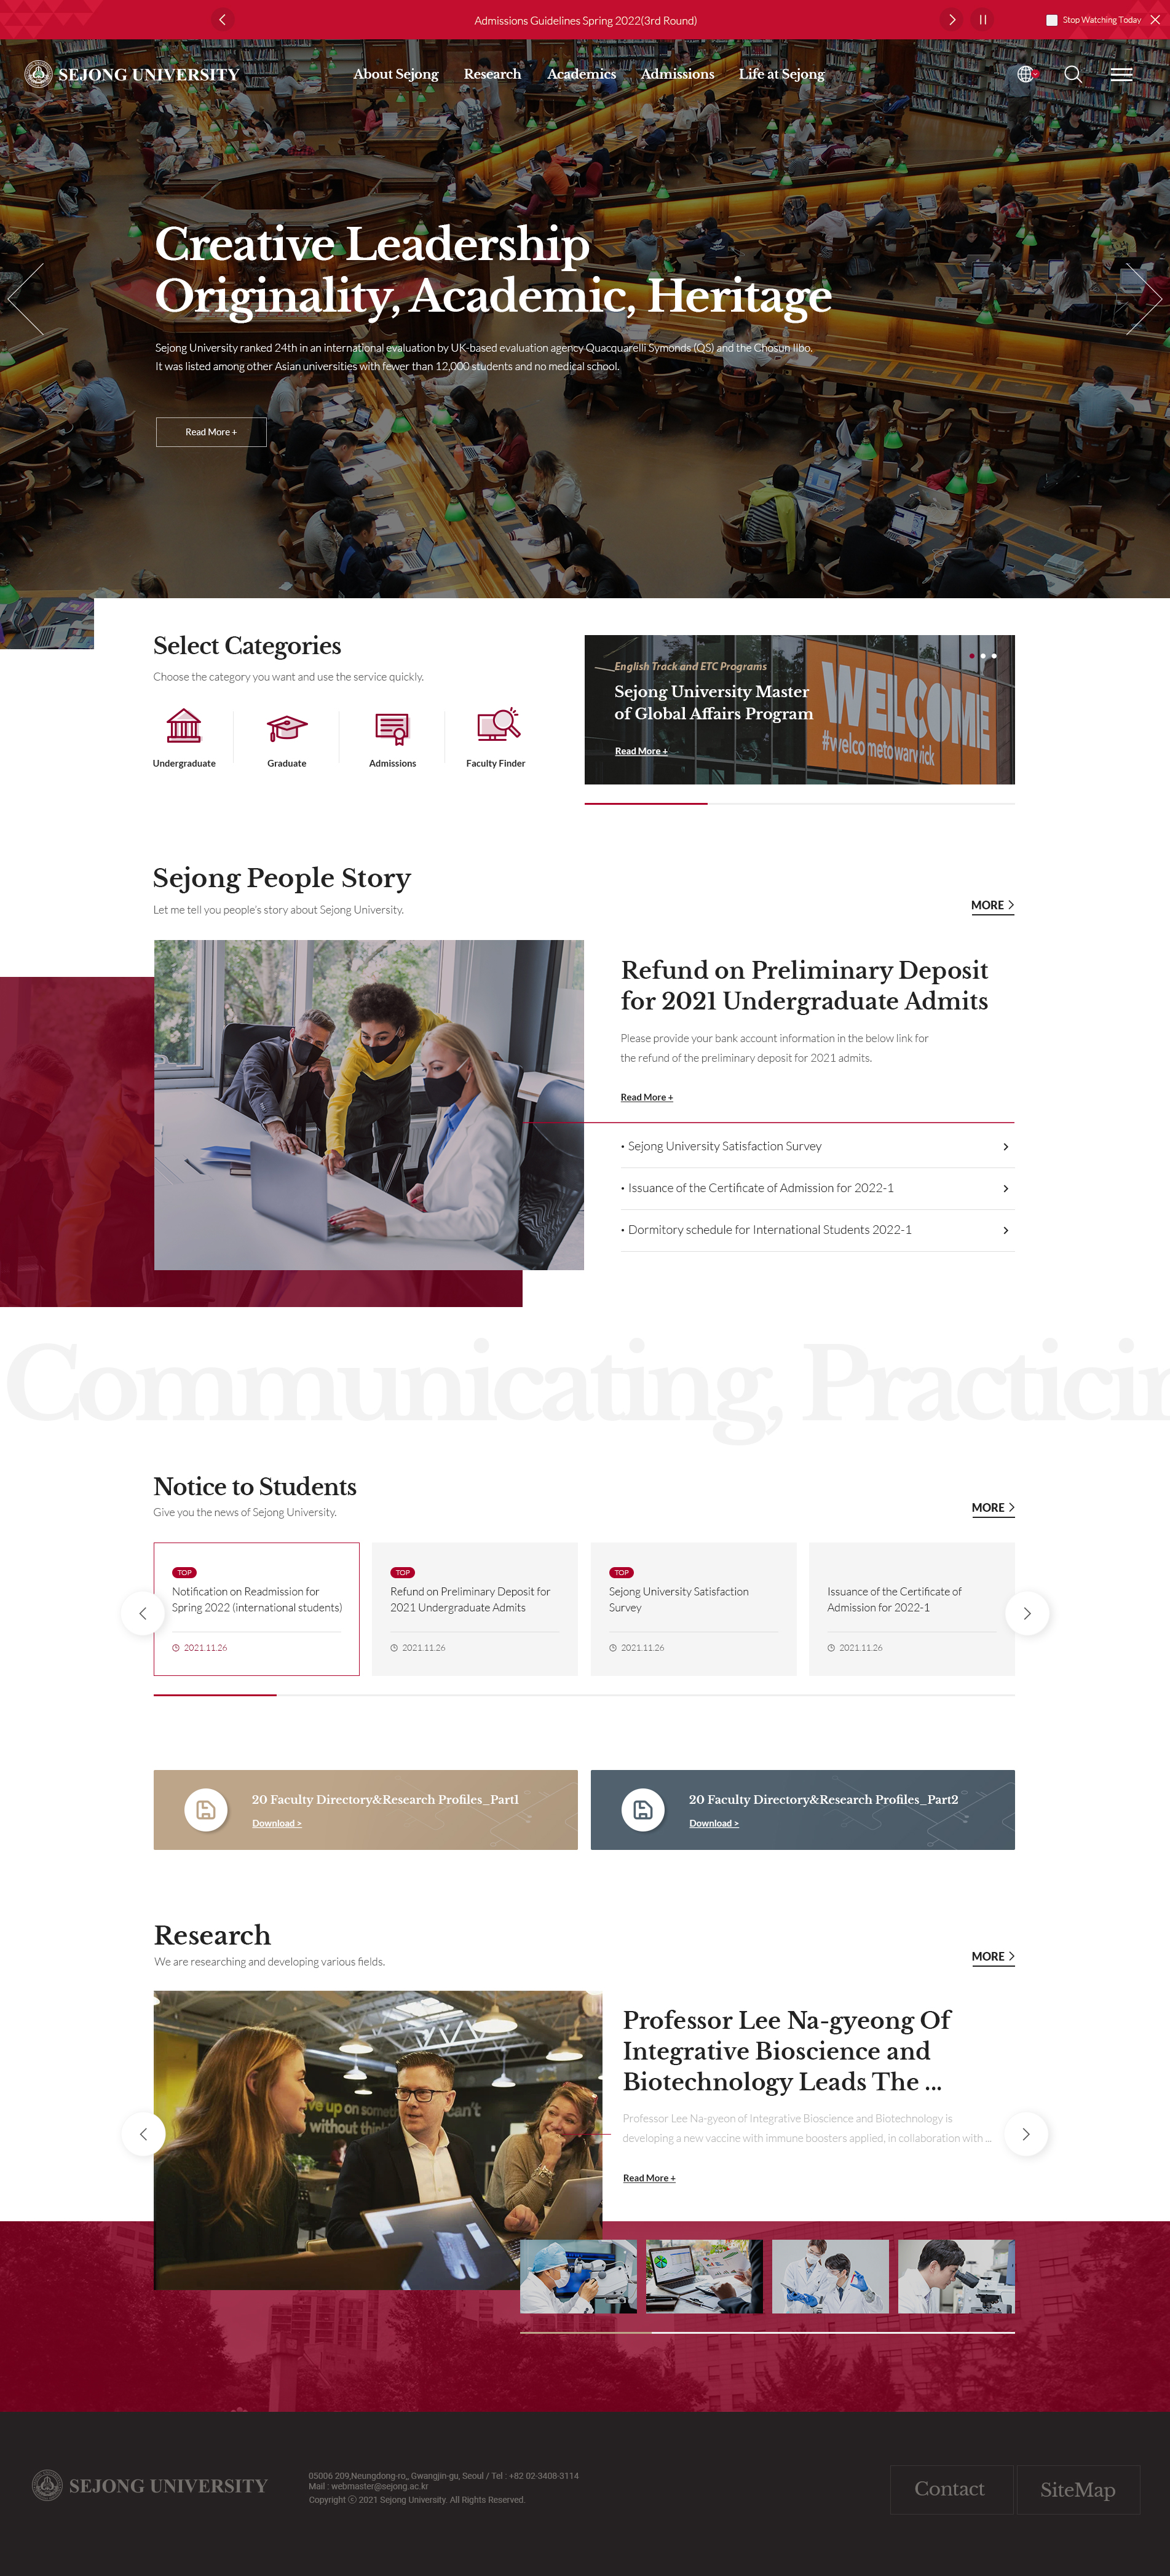 Admissions Guidelines Spring 2022(3rd Round)
Stop Watching Today
SEJONG UNIVERSITY
About Sejong
Research
Academics
Admissions
Life at Sejong
Creative Leadership
Originality, Academic, Heritage
Sejong University ranked 24th in an international evaluation by UK-based evaluation agency Quacquarelli Symonds (QS) and the Chosun Ilbo.
It was listed among other Asian universities with fewer than 12,000 students and no medical school.
Read More +
Select Categories
Choose the category you want and use the service quickly.
Undergraduate
Graduate
Admissions
Faculty Finder
English Track and ETC Programs
Sejong University Master
of Global Affairs Program
Read More +
WELCOME
#welcometowarwick
Sejong People Story
Let me tell you people's story about Sejong University.
MORE
Refund on Preliminary Deposit
for 2021 Undergraduate Admits
Please provide your bank account information in the below link for
the refund of the preliminary deposit for 2021 admits.
Read More +
• Sejong University Satisfaction Survey
• Issuance of the Certificate of Admission for 2022-1
• Dormitory schedule for International Students 2022-1
Communicating, Practicin
Notice to Students
Give you the news of Sejong University.
MORE
TOP
Notification on Readmission for
Spring 2022 (international students)
2021.11.26
TOP
Refund on Preliminary Deposit for
2021 Undergraduate Admits
2021.11.26
TOP
Sejong University Satisfaction
Survey
2021.11.26
Issuance of the Certificate of
Admission for 2022-1
2021.11.26
20 Faculty Directory&Research Profiles_Part1
Download >
20 Faculty Directory&Research Profiles_Part2
Download >
Research
We are researching and developing various fields.
MORE
Professor Lee Na-gyeong Of
Integrative Bioscience and
Biotechnology Leads The ...
Professor Lee Na-gyeon of Integrative Bioscience and Biotechnology is
developing a new vaccine with immune boosters applied, in collaboration with ...
Read More +
SEJONG UNIVERSITY
05006 209,Neungdong-ro,, Gwangjin-gu, Seoul / Tel : +82 02-3408-3114
Mail : webmaster@sejong.ac.kr
Copyright ⓒ 2021 Sejong University. All Rights Reserved.
Contact
SiteMap